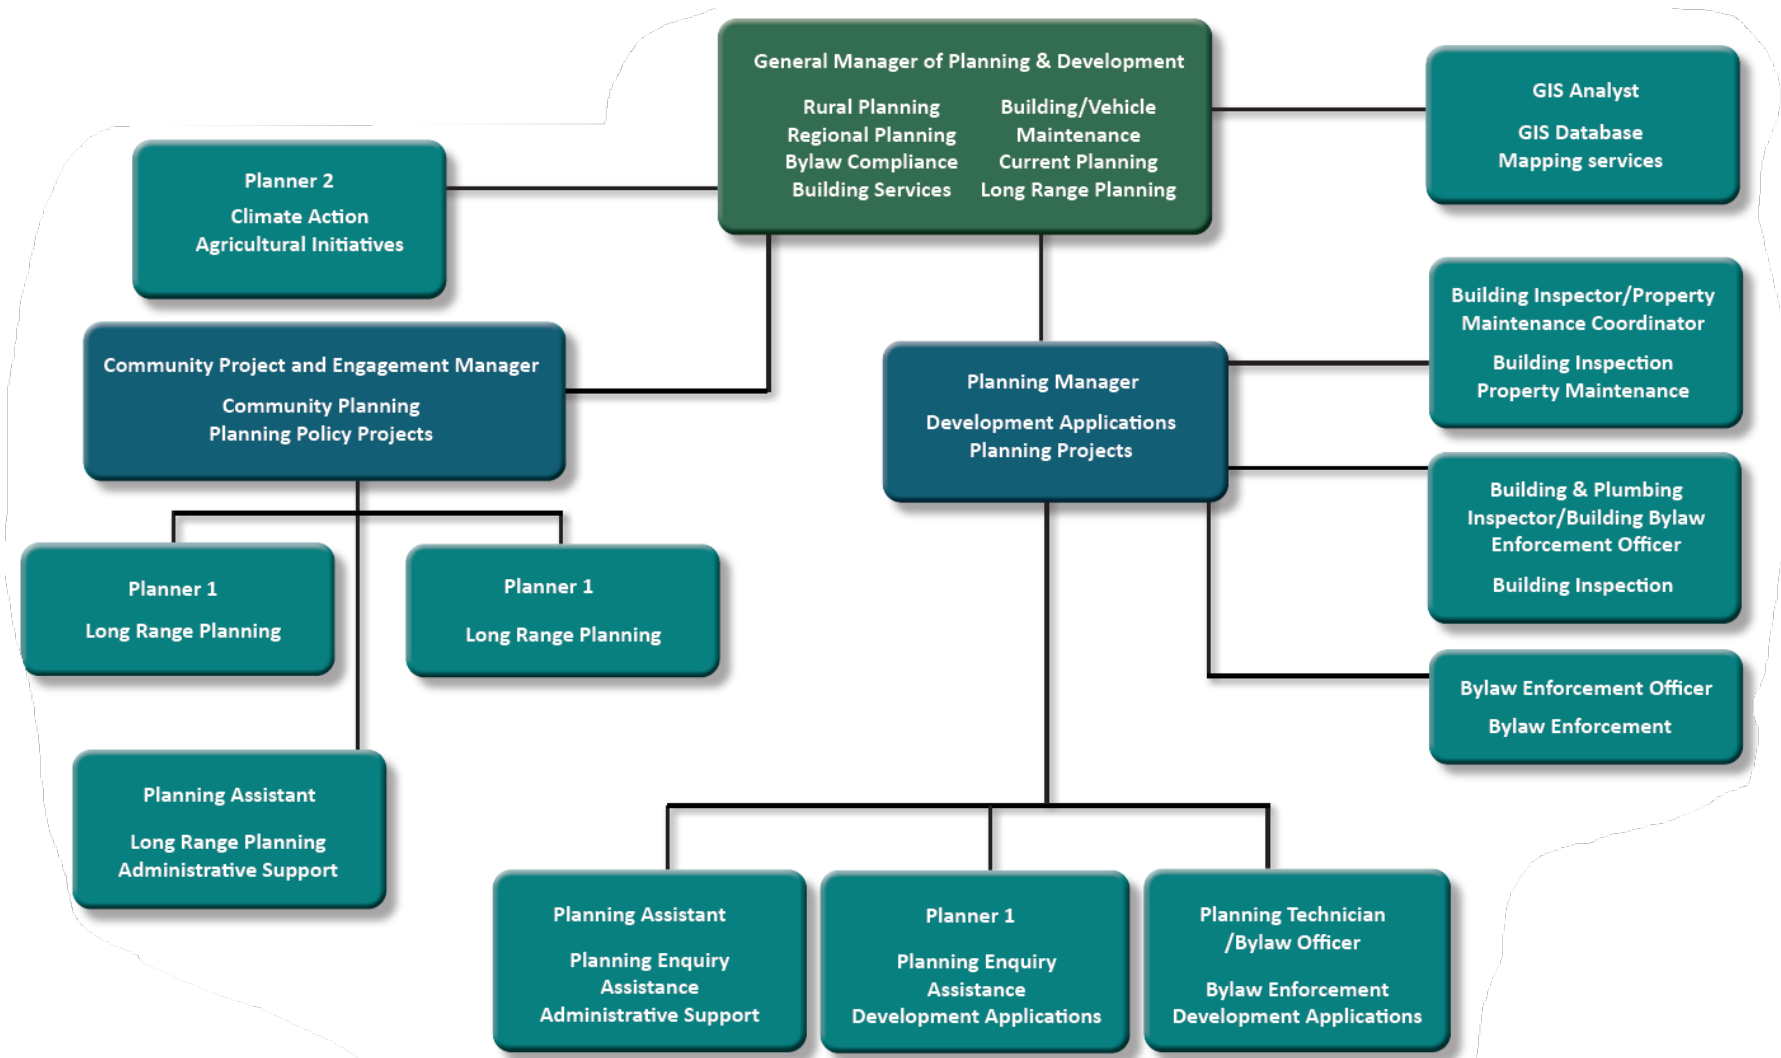 General Manager of Planning & Development
Rural Planning
Regional Planning
Bylaw Compliance
Building Services
Building/Vehicle
Maintenance
Current Planning
Long Range Planning
GIS Analyst
GIS Database
Mapping services
Planner 2
Climate Action
Agricultural Initiatives
Community Project and Engagement Manager
Community Planning
Planning Policy Projects
Planning Manager
Development Applications
Planning Projects
Building Inspector/Property
Maintenance Coordinator
Building Inspection
Property Maintenance
Building & Plumbing
Inspector/Building Bylaw
Enforcement Officer
Building Inspection
Planner 1
Long Range Planning
Planner 1
Long Range Planning
Bylaw Enforcement Officer
Bylaw Enforcement
Planning Assistant
Long Range Planning
Administrative Support
Planning Assistant
Planning Enquiry
Assistance
Administrative Support
Planner 1
Planning Enquiry
Assistance
Development Applications
Planning Technician
/Bylaw Officer
Bylaw Enforcement
Development Applications